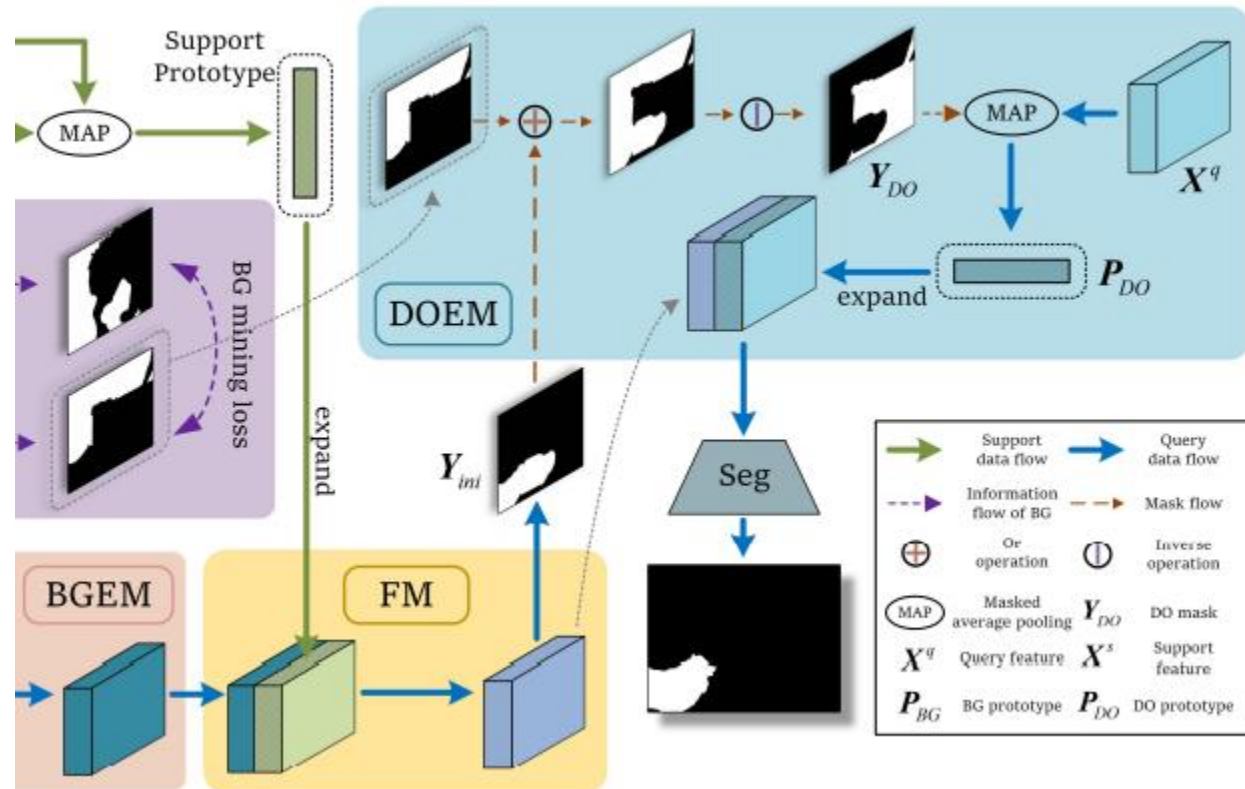 Support
Prototype
MAP
MAP
Y_DO
X^q
P_DO
expand
DOEM
BG mining loss
expand
Y_ini
Seg
BGEM
FM
Support
data flow
Query
data flow
Information
flow of BG
Mask flow
Or
operation
Inverse
operation
MAP
Masked
average pooling
Y_DO
DO mask
X^q
Query feature
X^s
Support
feature
P_BG
BG prototype
P_DO
DO prototype